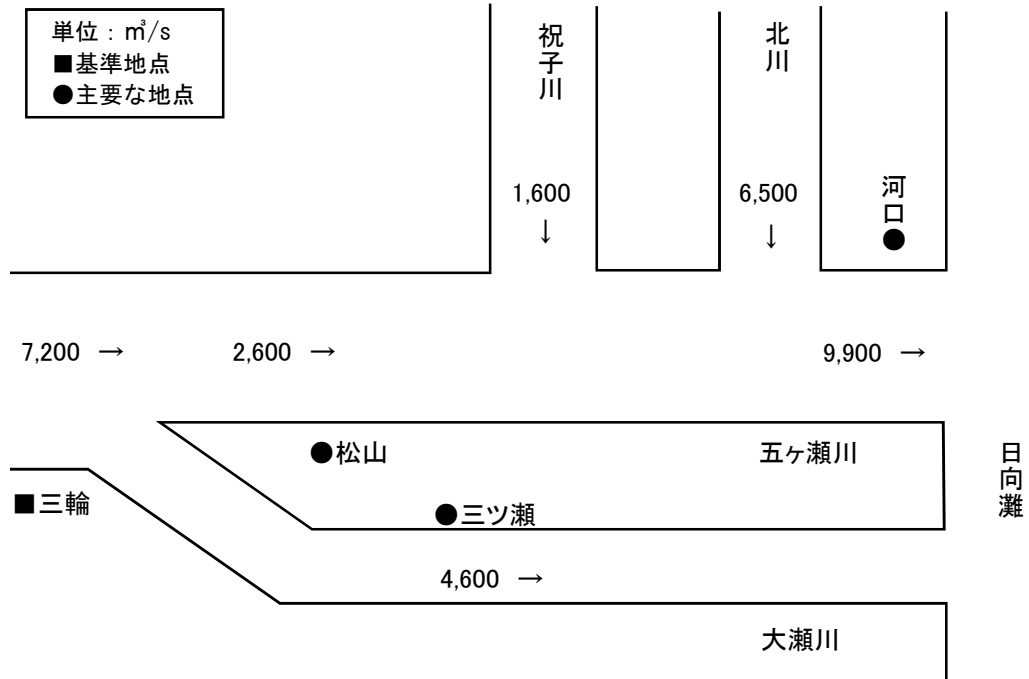 単位：㎥/s
■基準地点
●主要な地点
祝子川
北川
河口
●
1,600
↓
6,500
↓
7,200 →
2,600 →
9,900 →
●松山
五ヶ瀬川
日向灘
■三輪
●三ツ瀬
4,600 →
大瀬川